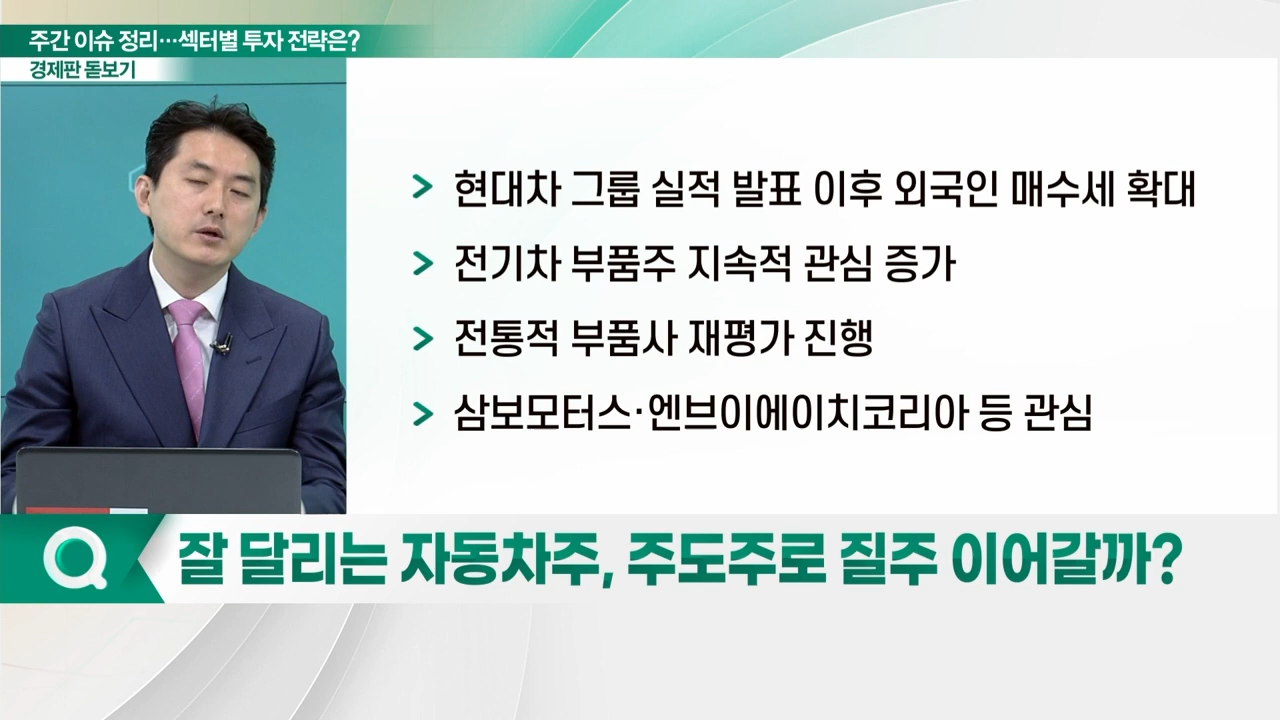 주간 이슈 정리…섹터별 투자 전략은?
경제판 돋보기
> 현대차 그룹 실적 발표 이후 외국인 매수세 확대
> 전기차 부품주 지속적 관심 증가
> 전통적 부품사 재평가 진행
> 삼보모터스·엔브이에이치코리아 등 관심
Q 잘 달리는 자동차주, 주도주로 질주 이어갈까?